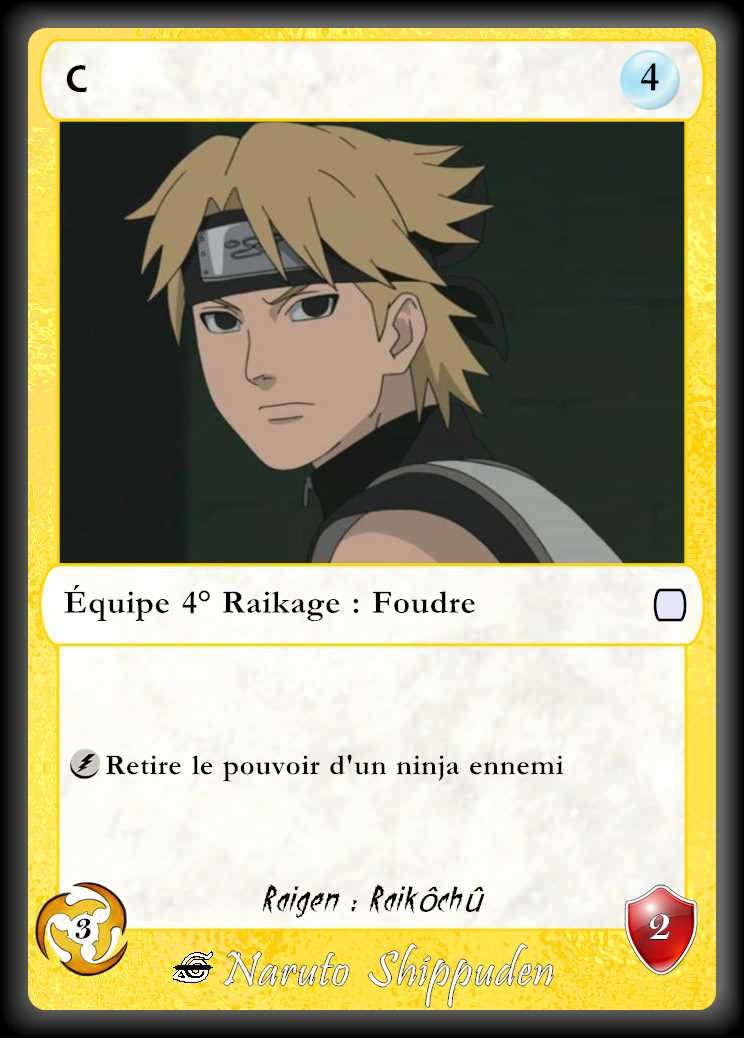 C
4
Équipe 4° Raikage : Foudre
Retire le pouvoir d'un ninja ennemi
Raigen : Raikôchû
3
2
Naruto Shippuden